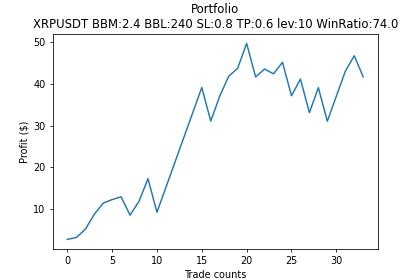 Portfolio
XRPUSDT BBM:2.4 BBL:240 SL:0.8 TP:0.6 lev:10 WinRatio:74.0
50
40
30
20
10
Profit ($)
0 5 10 15 20 25 30
Trade counts